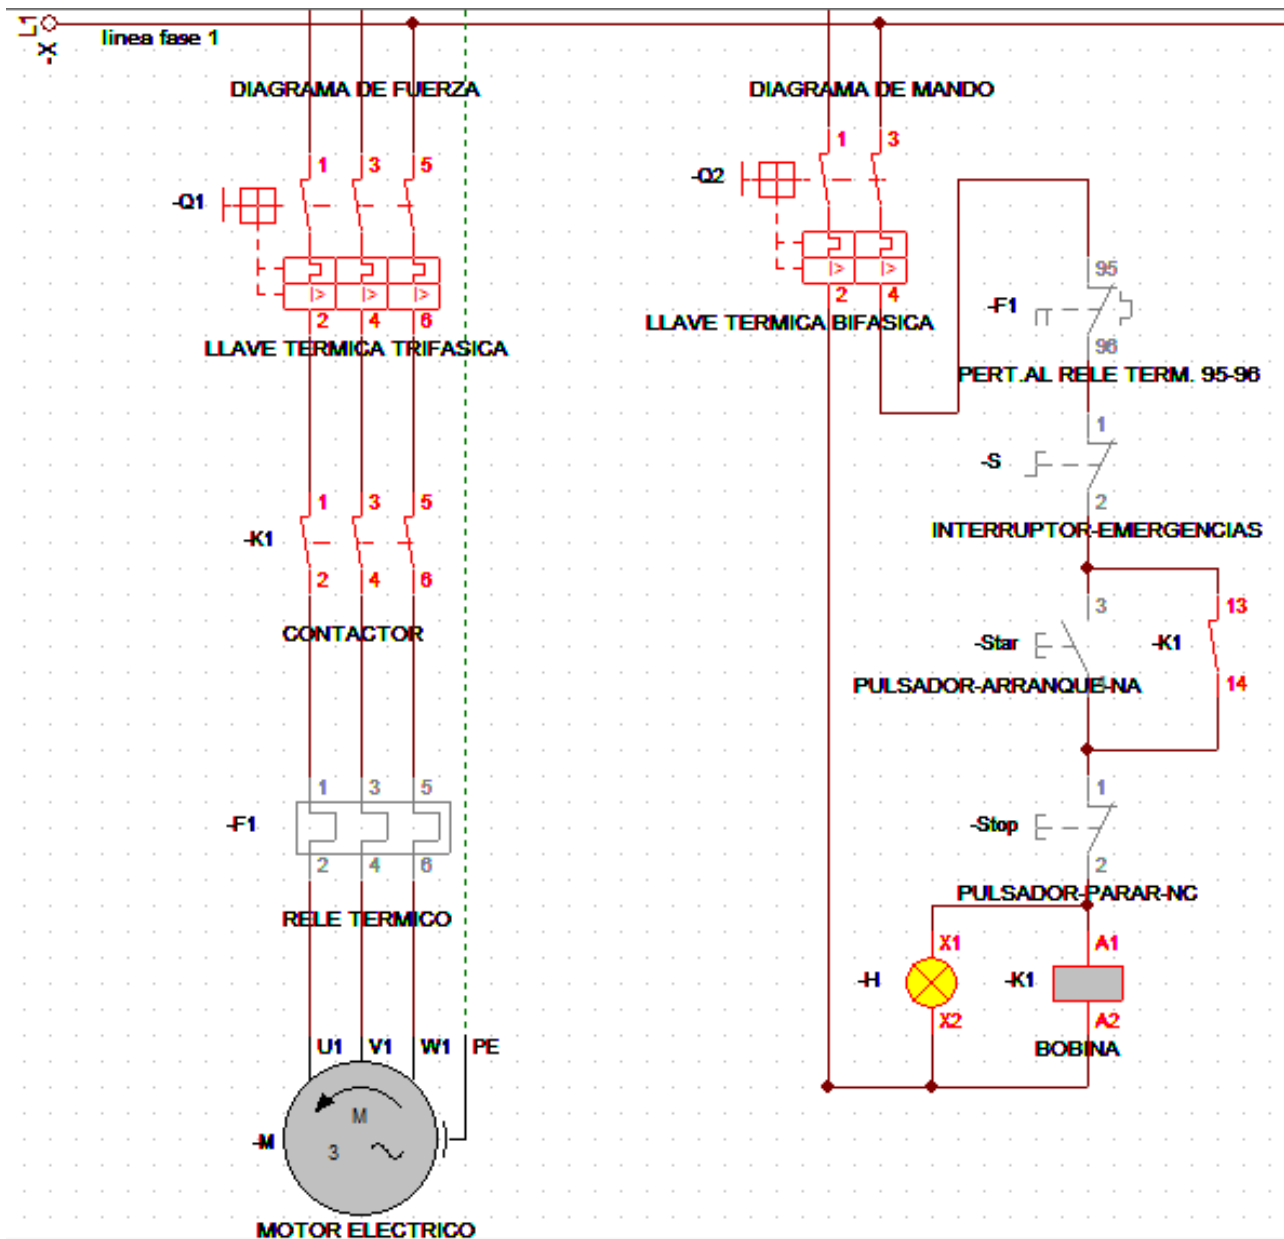 L1
-X
linea fase 1
DIAGRAMA DE FUERZA
1 3 5
-Q1
|> |> |>
2 4 6
LLAVE TERMICA TRIFASICA
1 3 5
-K1
2 4 6
CONTACTOR
1 3 5
-F1
2 4 6
RELE TERMICO
U1 V1 W1 PE
M
3
-M
MOTOR ELECTRICO
DIAGRAMA DE MANDO
1 3
-Q2
|> |>
2 4
LLAVE TERMICA BIFASICA
95
-F1
96
PERT.AL RELE TERM. 95-96
1
-S
2
INTERRUPTOR-EMERGENCIAS
3
-Star
4
PULSADOR-ARRANQUE-NA
13
-K1
14
1
-Stop
2
PULSADOR-PARAR-NC
X1
-H
X2
A1
-K1
A2
BOBINA